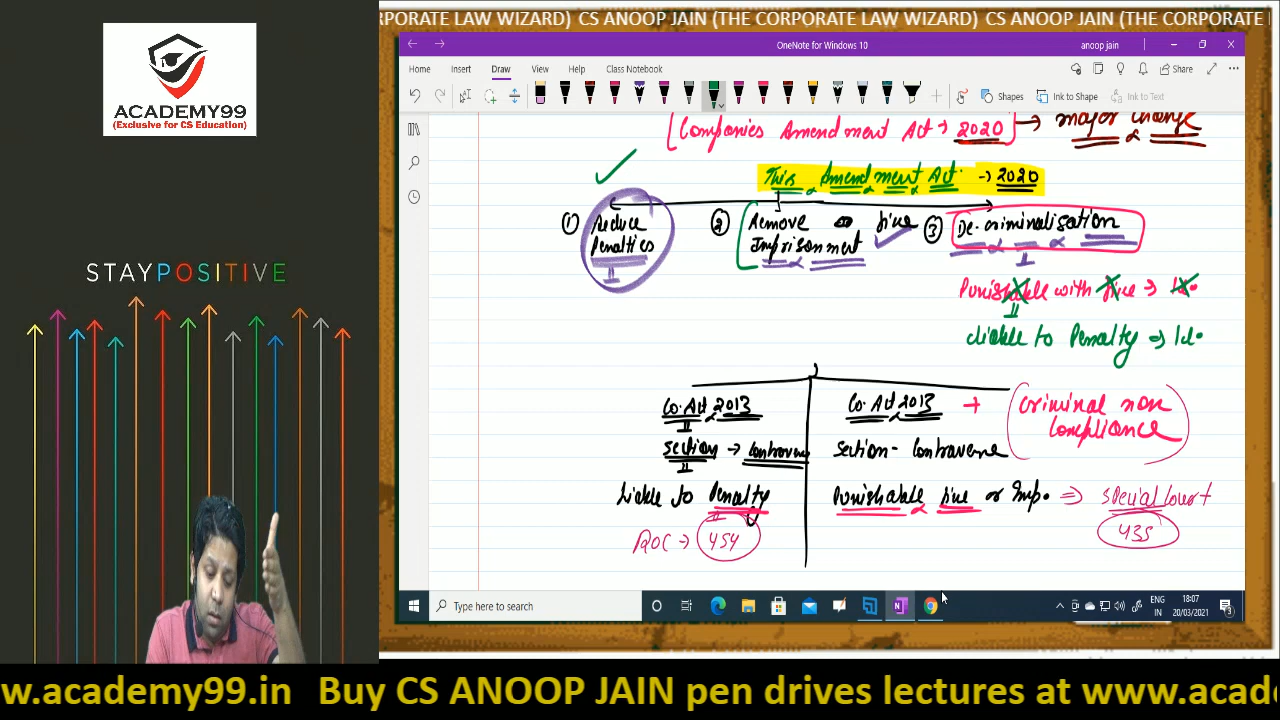 RPORATE LAW WIZARD) CS ANOOP JAIN (THE CORPORATE LAW WIZARD) CS ANOOP JAIN (THE CORPORATE L
ACADEMY99
(Exclusive for CS Education)
STAYPOSITIVE
OneNote for Windows 10
anoop jain
Home Insert Draw View Help Class Notebook
Share
Shapes Ink to Shape Ink to Text
Companies Amendment Act → 2020 → major change
This Amendment Act → 2020
① Reduce Penalties
② Remove Imprisonment or fine
③ De-criminalisation
Punishable with fine ⇒ 1d.
Liable to Penalty ⇒ 1d.
Co. Act 2013
Section → Contravene
Liable to Penalty
ROC → 454
Co. Act 2013 + Criminal non Compliance
Section - Contravene
Punishable fine or Imp. ⇒ Special Court
435
Type here to search
ENG
IN
18:07
20/03/2021
w.academy99.in Buy CS ANOOP JAIN pen drives lectures at www.acad